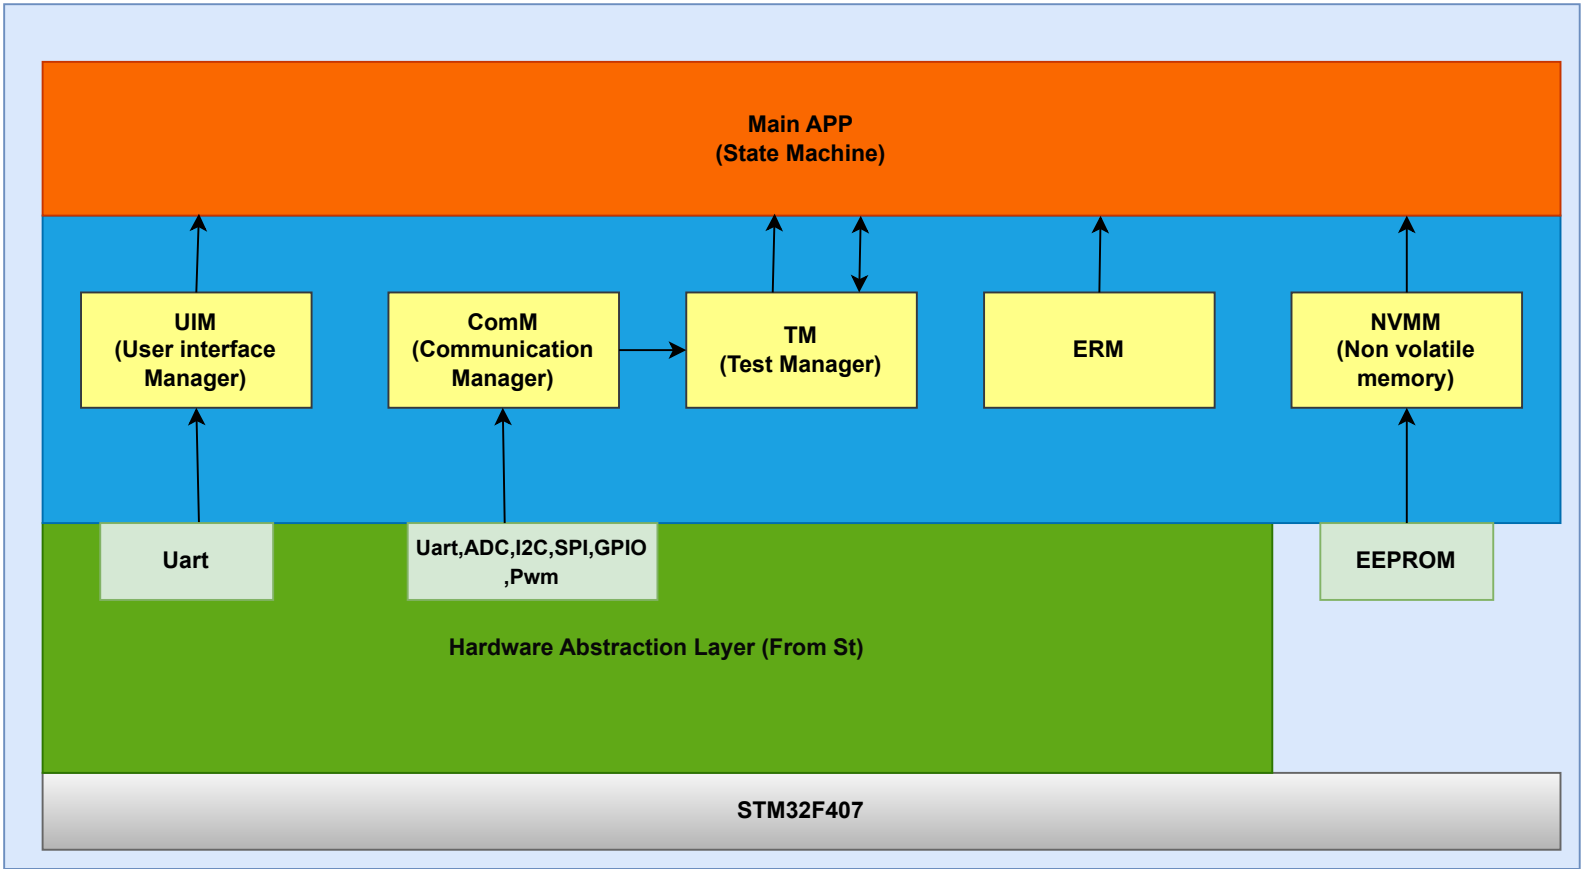 Main APP
(State Machine)
UIM
(User interface
Manager)
ComM
(Communication
Manager)
TM
(Test Manager)
ERM
NVMM
(Non volatile
memory)
Uart
Uart,ADC,I2C,SPI,GPIO
,Pwm
EEPROM
Hardware Abstraction Layer (From St)
STM32F407